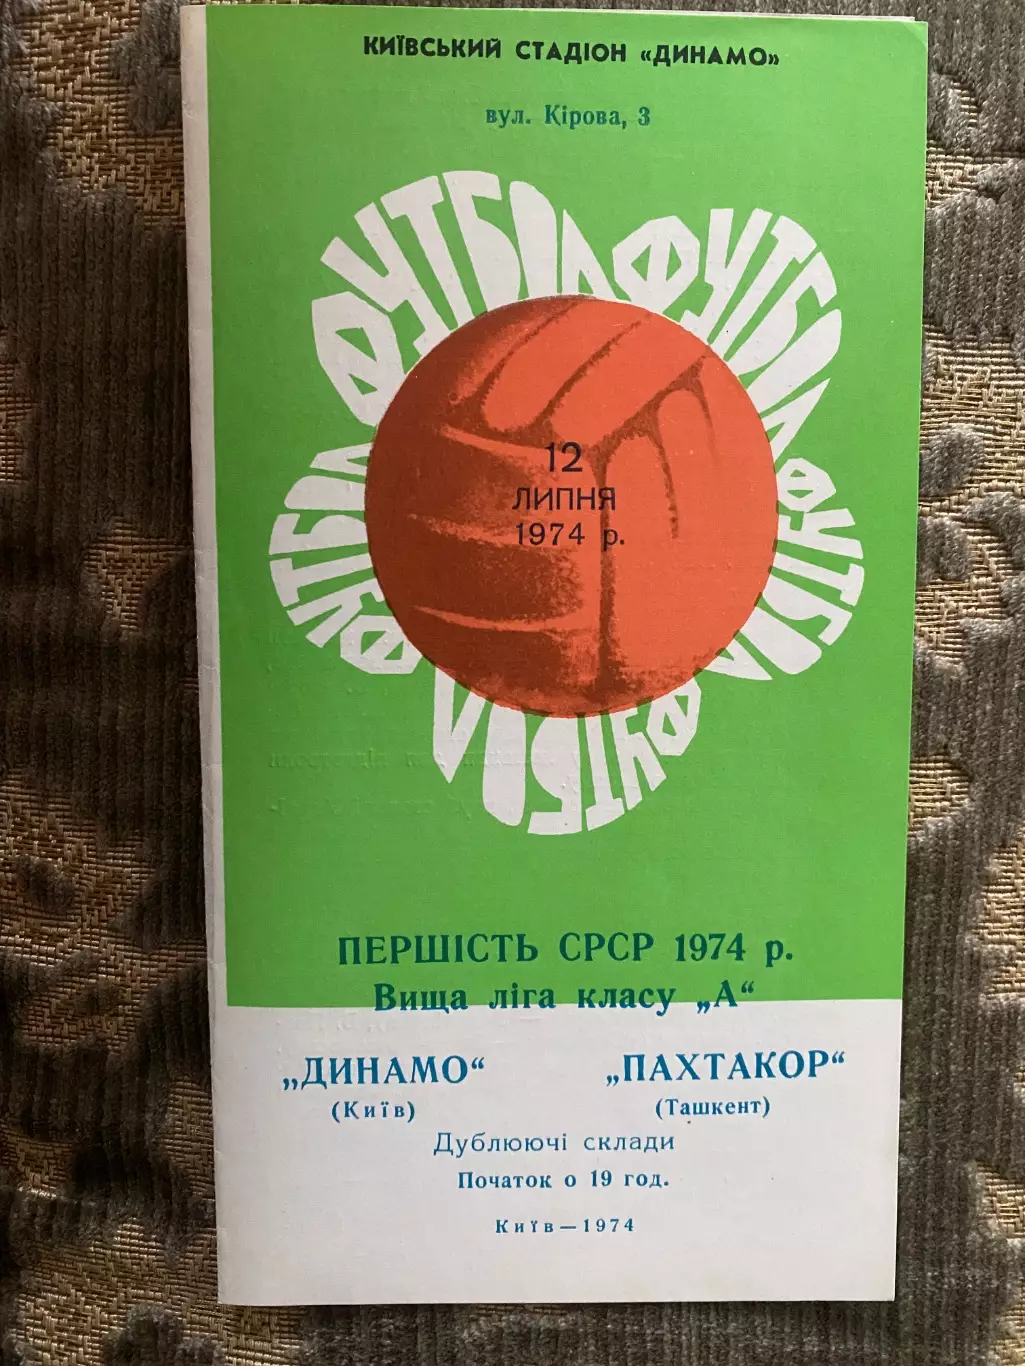 КИЇВСЬКИЙ СТАДІОН «ДИНАМО»
вул. Кірова, 3
ФУТБОЛ ФУТБОЛ ФУТБОЛ ФУТБОЛ ФУТБОЛ
12
ЛИПНЯ
1974 р.
ПЕРШІСТЬ СРСР 1974 р.
Вища ліга класу „А“
„ДИНАМО“ „ПАХТАКОР“
(Київ) (Ташкент)
Дублюючі склади
Початок о 19 год.
Київ—1974